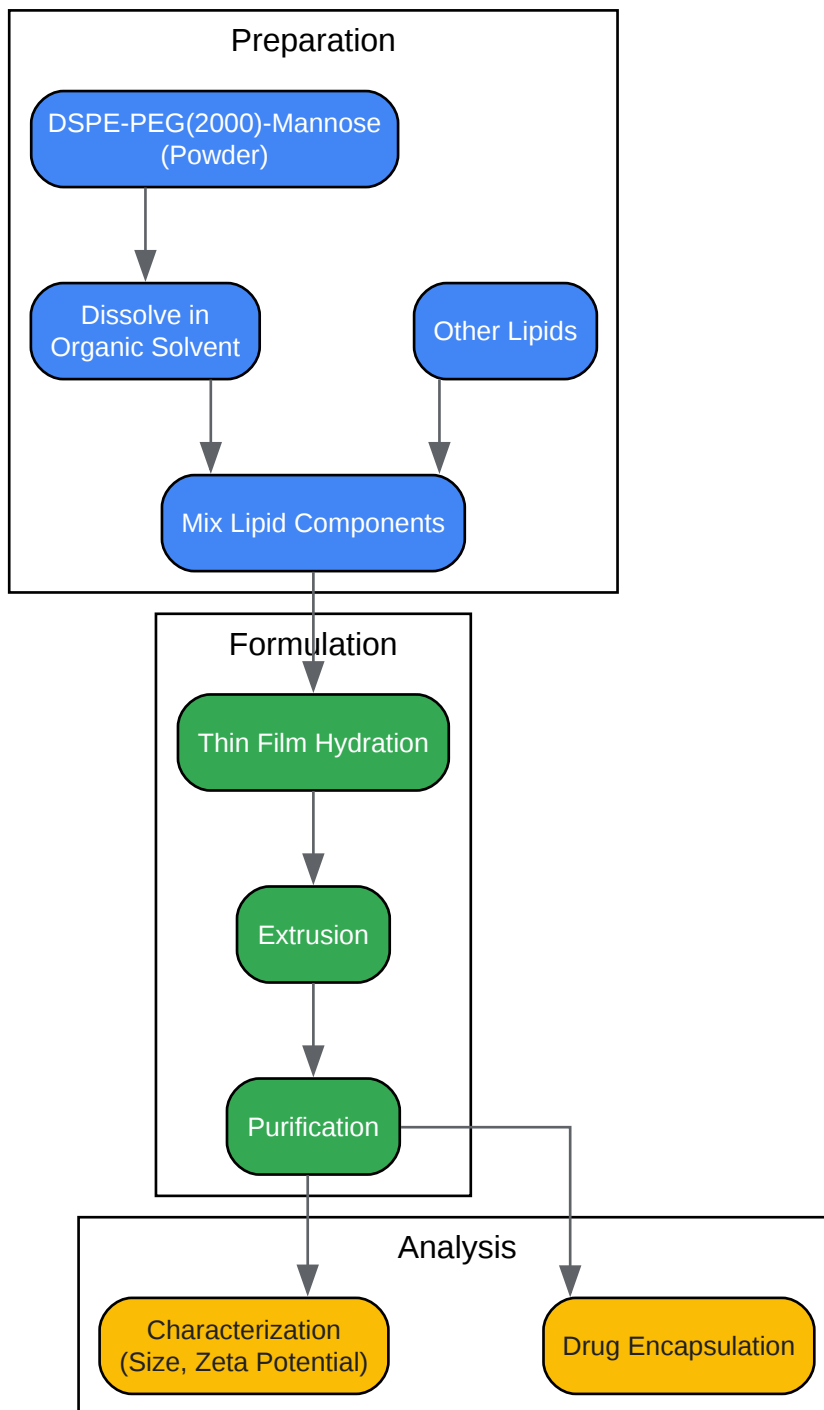 Preparation
DSPE-PEG(2000)-Mannose
(Powder)
Dissolve in
Organic Solvent
Other Lipids
Mix Lipid Components
Formulation
Thin Film Hydration
Extrusion
Purification
Analysis
Characterization
(Size, Zeta Potential)
Drug Encapsulation